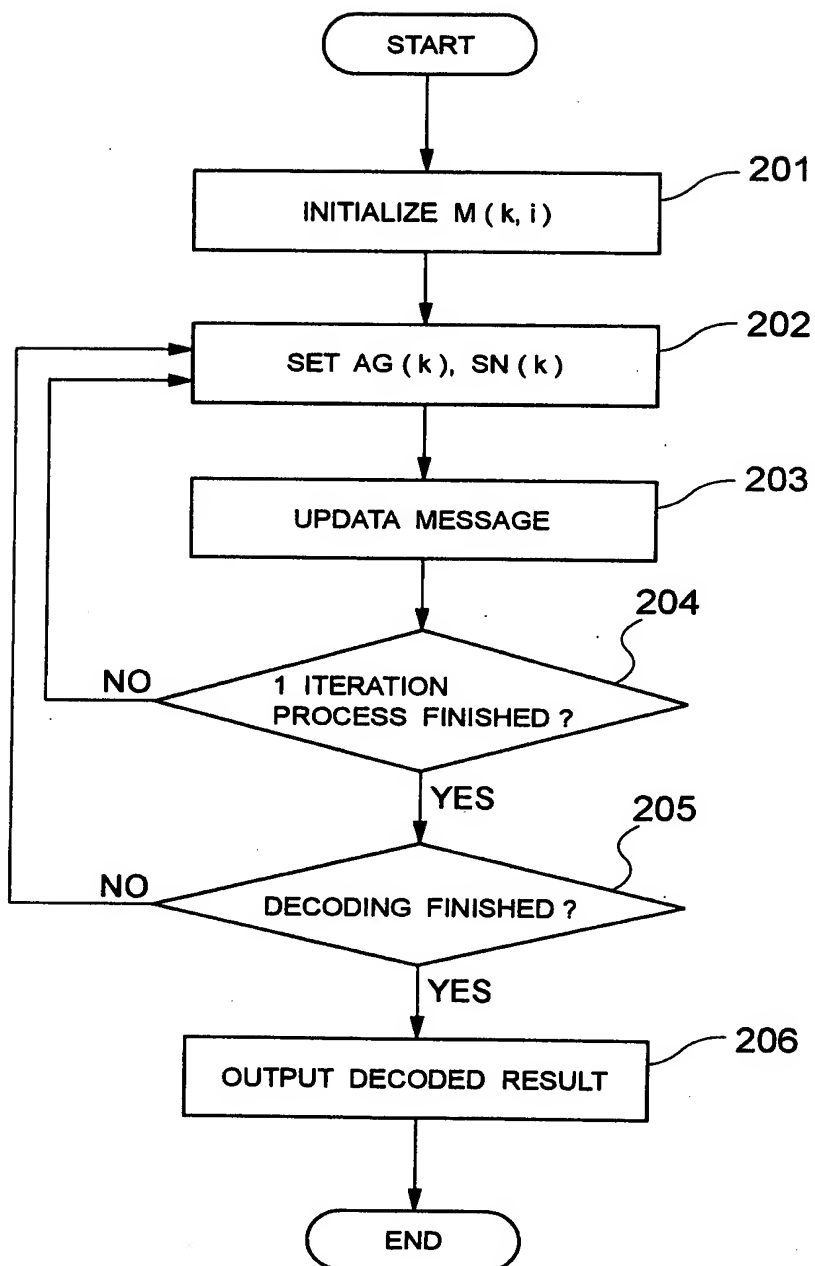 START
201
INITIALIZE M ( k, i )
202
SET AG ( k ), SN ( k )
203
UPDATA MESSAGE
204
NO
1 ITERATION
PROCESS FINISHED ?
YES
205
NO
DECODING FINISHED ?
YES
206
OUTPUT DECODED RESULT
END